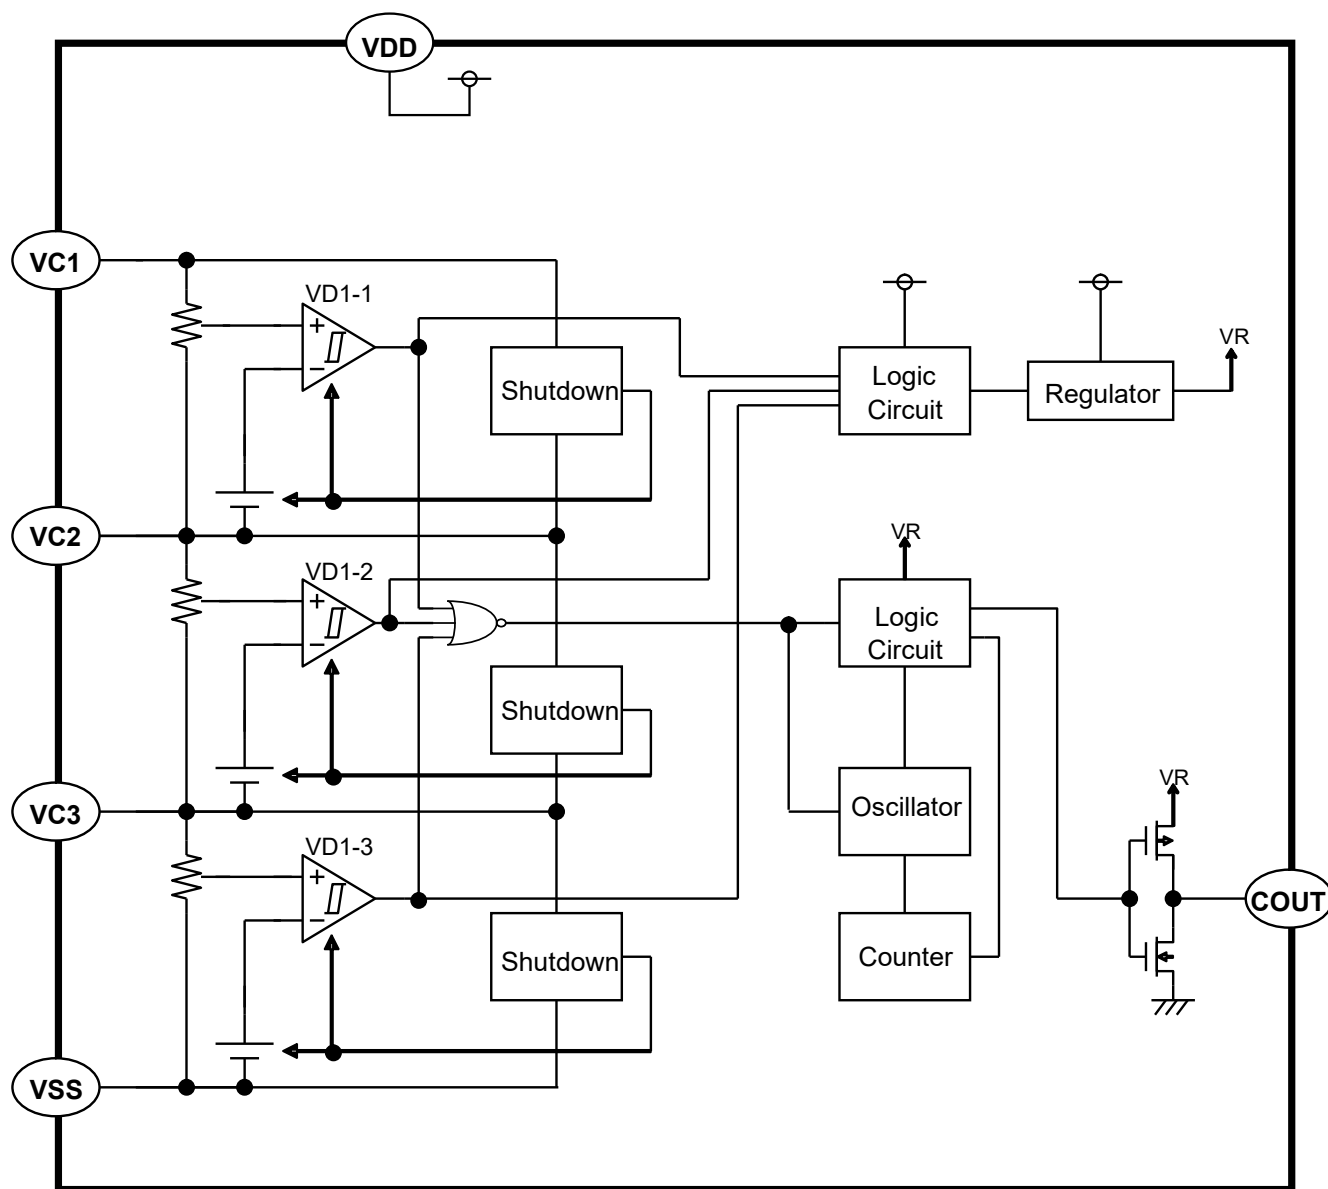 VDD
VC1
VD1-1
+
−
Shutdown
Logic
Circuit
Regulator
VR
VC2
VD1-2
+
−
Shutdown
VR
Logic
Circuit
Oscillator
VC3
VD1-3
+
−
Shutdown
Counter
VR
COUT
VSS